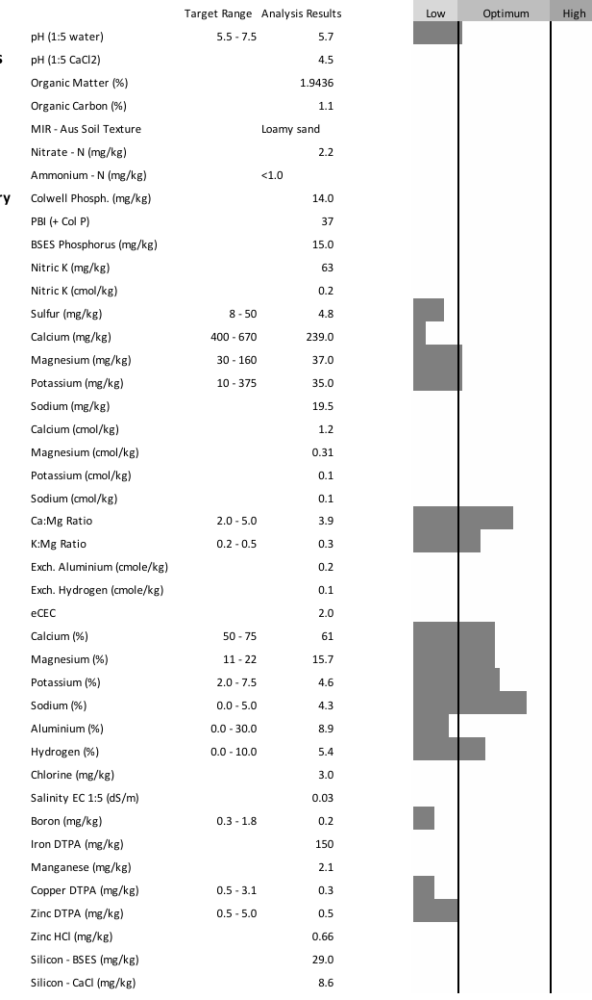 Target Range Analysis Results Low Optimum High
pH (1:5 water) 5.5 - 7.5 5.7
s
pH (1:5 CaCl2) 4.5
Organic Matter (%) 1.9436
Organic Carbon (%) 1.1
MIR - Aus Soil Texture Loamy sand
Nitrate - N (mg/kg) 2.2
Ammonium - N (mg/kg) <1.0
ry Colwell Phosph. (mg/kg) 14.0
PBI (+ Col P) 37
BSES Phosphorus (mg/kg) 15.0
Nitric K (mg/kg) 63
Nitric K (cmol/kg) 0.2
Sulfur (mg/kg) 8 - 50 4.8
Calcium (mg/kg) 400 - 670 239.0
Magnesium (mg/kg) 30 - 160 37.0
Potassium (mg/kg) 10 - 375 35.0
Sodium (mg/kg) 19.5
Calcium (cmol/kg) 1.2
Magnesium (cmol/kg) 0.31
Potassium (cmol/kg) 0.1
Sodium (cmol/kg) 0.1
Ca:Mg Ratio 2.0 - 5.0 3.9
K:Mg Ratio 0.2 - 0.5 0.3
Exch. Aluminium (cmole/kg) 0.2
Exch. Hydrogen (cmole/kg) 0.1
eCEC 2.0
Calcium (%) 50 - 75 61
Magnesium (%) 11 - 22 15.7
Potassium (%) 2.0 - 7.5 4.6
Sodium (%) 0.0 - 5.0 4.3
Aluminium (%) 0.0 - 30.0 8.9
Hydrogen (%) 0.0 - 10.0 5.4
Chlorine (mg/kg) 3.0
Salinity EC 1:5 (dS/m) 0.03
Boron (mg/kg) 0.3 - 1.8 0.2
Iron DTPA (mg/kg) 150
Manganese (mg/kg) 2.1
Copper DTPA (mg/kg) 0.5 - 3.1 0.3
Zinc DTPA (mg/kg) 0.5 - 5.0 0.5
Zinc HCl (mg/kg) 0.66
Silicon - BSES (mg/kg) 29.0
Silicon - CaCl (mg/kg) 8.6